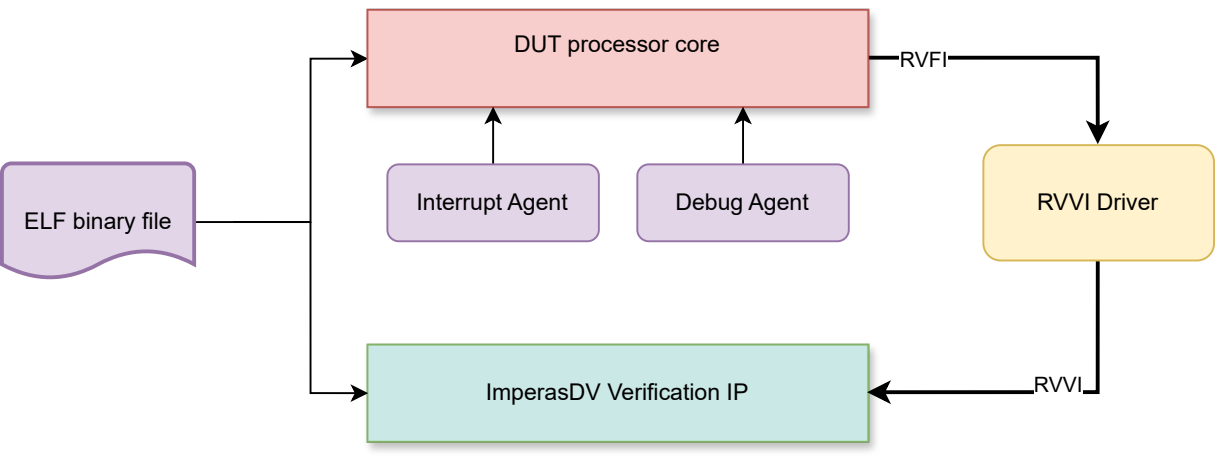 DUT processor core
RVFI
ELF binary file
Interrupt Agent
Debug Agent
RVVI Driver
ImperasDV Verification IP
RVVI